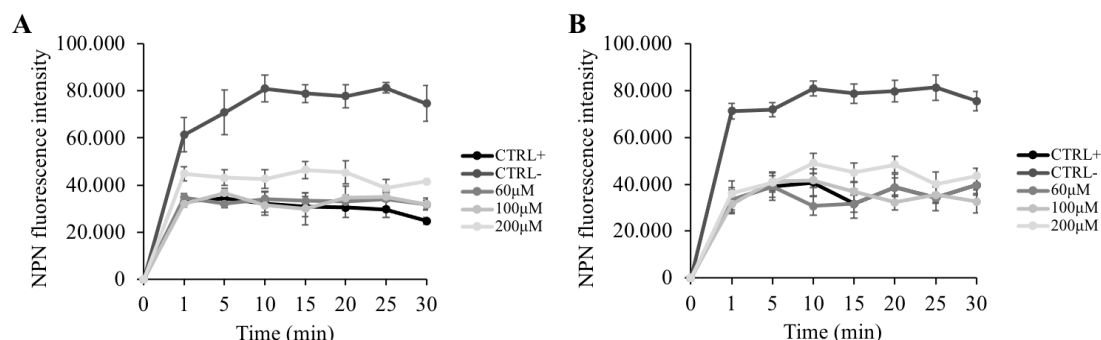 A
NPN fluorescence intensity
100.000
80.000
60.000
40.000
20.000
0
0 1 5 10 15 20 25 30
Time (min)
CTRL+
CTRL-
60µM
100µM
200µM
B
NPN fluorescence intensity
100.000
80.000
60.000
40.000
20.000
0
0 1 5 10 15 20 25 30
Time (min)
CTRL+
CTRL-
60µM
100µM
200µM